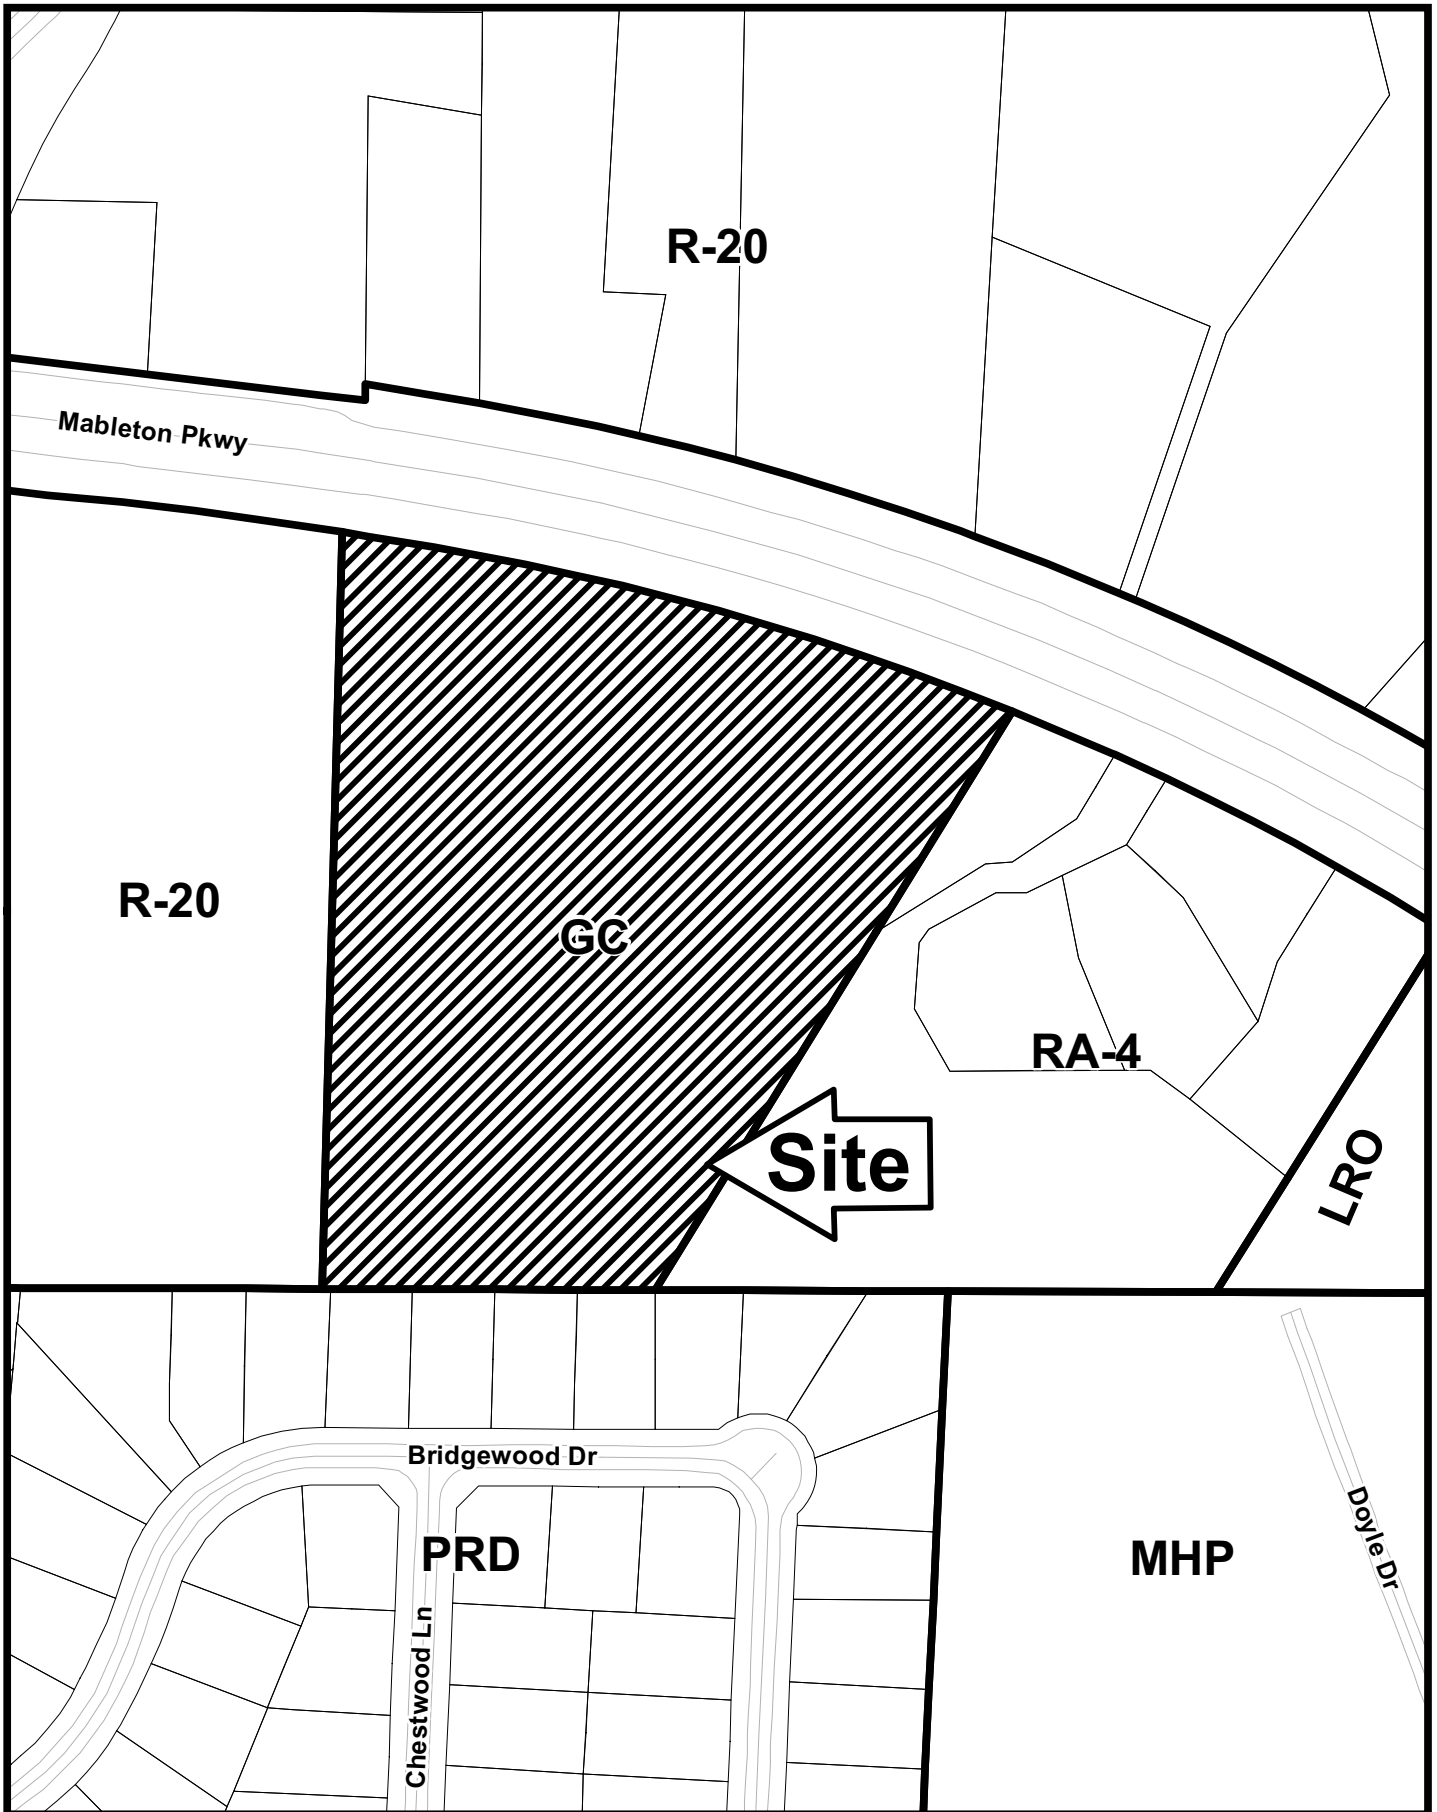 R-20
Mableton Pkwy
R-20
GC
RA-4
Site
LRO
Bridgewood Dr
PRD
MHP
Doyle Dr
Chestwood Ln